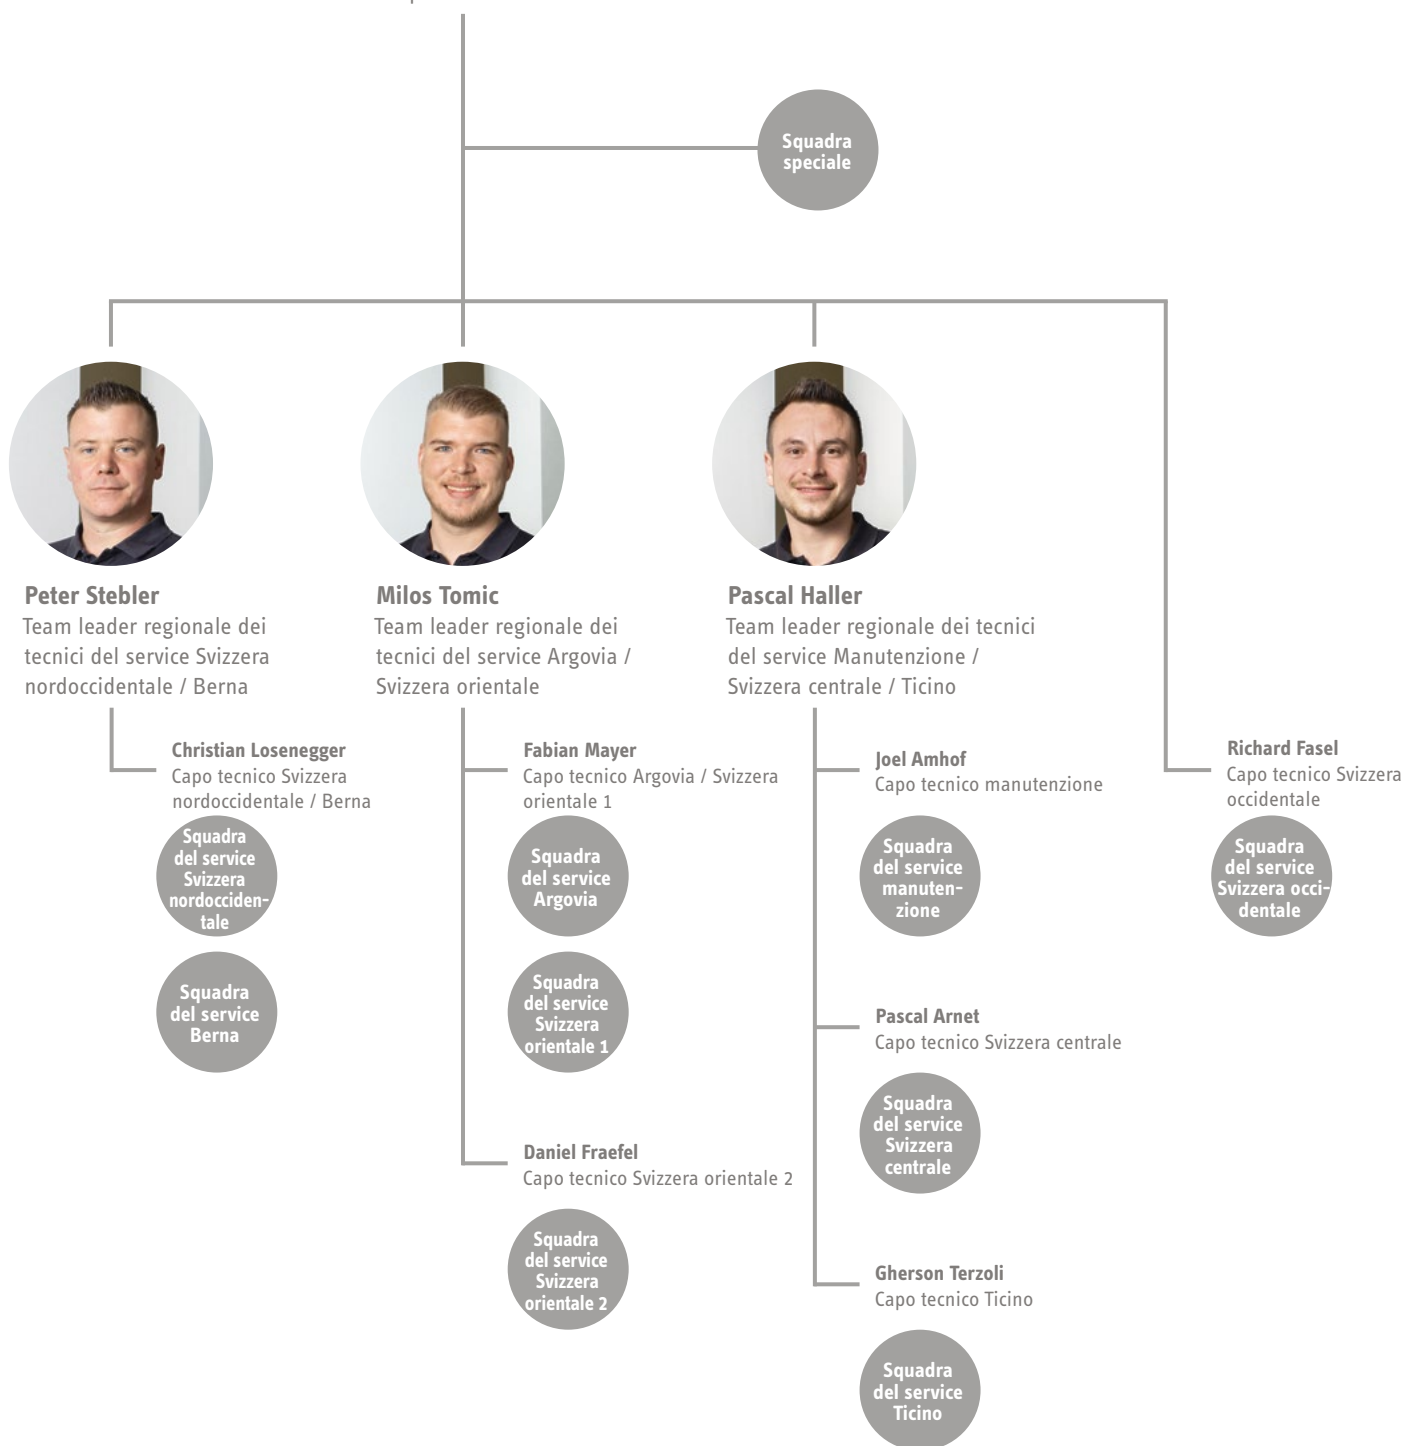 Squadra
speciale
Peter Stebler
Team leader regionale dei
tecnici del service Svizzera
nordoccidentale / Berna
Milos Tomic
Team leader regionale dei
tecnici del service Argovia /
Svizzera orientale
Pascal Haller
Team leader regionale dei tecnici
del service Manutenzione /
Svizzera centrale / Ticino
Christian Losenegger
Capo tecnico Svizzera
nordoccidentale / Berna
Squadra
del service
Svizzera
nordocciden-
tale
Squadra
del service
Berna
Fabian Mayer
Capo tecnico Argovia / Svizzera
orientale 1
Squadra
del service
Argovia
Squadra
del service
Svizzera
orientale 1
Daniel Fraefel
Capo tecnico Svizzera orientale 2
Squadra
del service
Svizzera
orientale 2
Joel Amhof
Capo tecnico manutenzione
Squadra
del service
manuten-
zione
Pascal Arnet
Capo tecnico Svizzera centrale
Squadra
del service
Svizzera
centrale
Gherson Terzoli
Capo tecnico Ticino
Squadra
del service
Ticino
Richard Fasel
Capo tecnico Svizzera
occidentale
Squadra
del service
Svizzera occi-
dentale